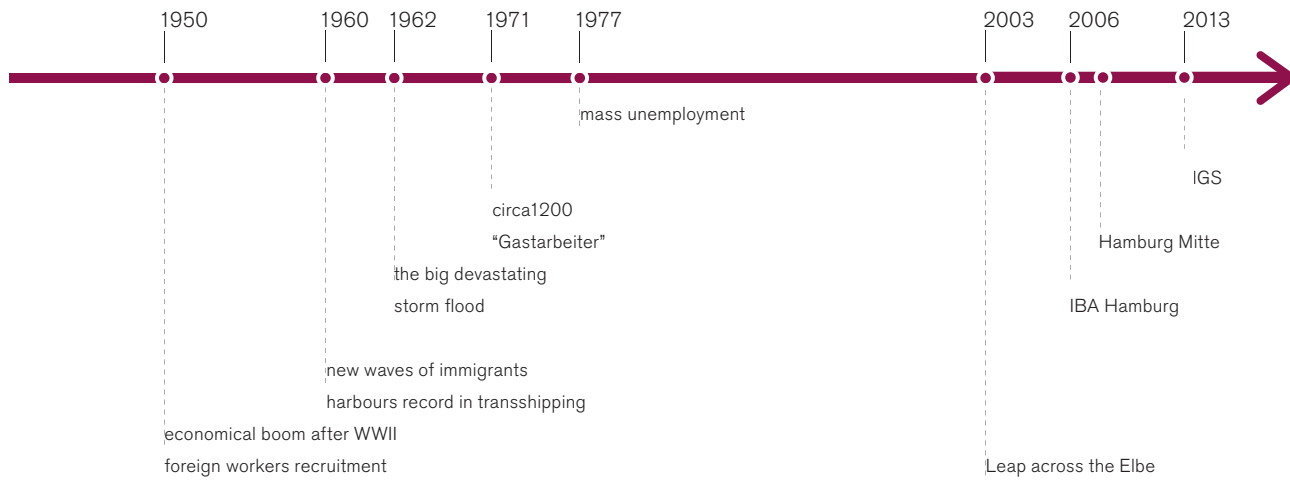 1950 1960 1962 1971 1977 2003 2006 2013
mass unemployment
IGS
circa1200
“Gastarbeiter”
Hamburg Mitte
the big devastating
storm flood
IBA Hamburg
new waves of immigrants
harbours record in transshipping
economical boom after WWII
foreign workers recruitment
Leap across the Elbe